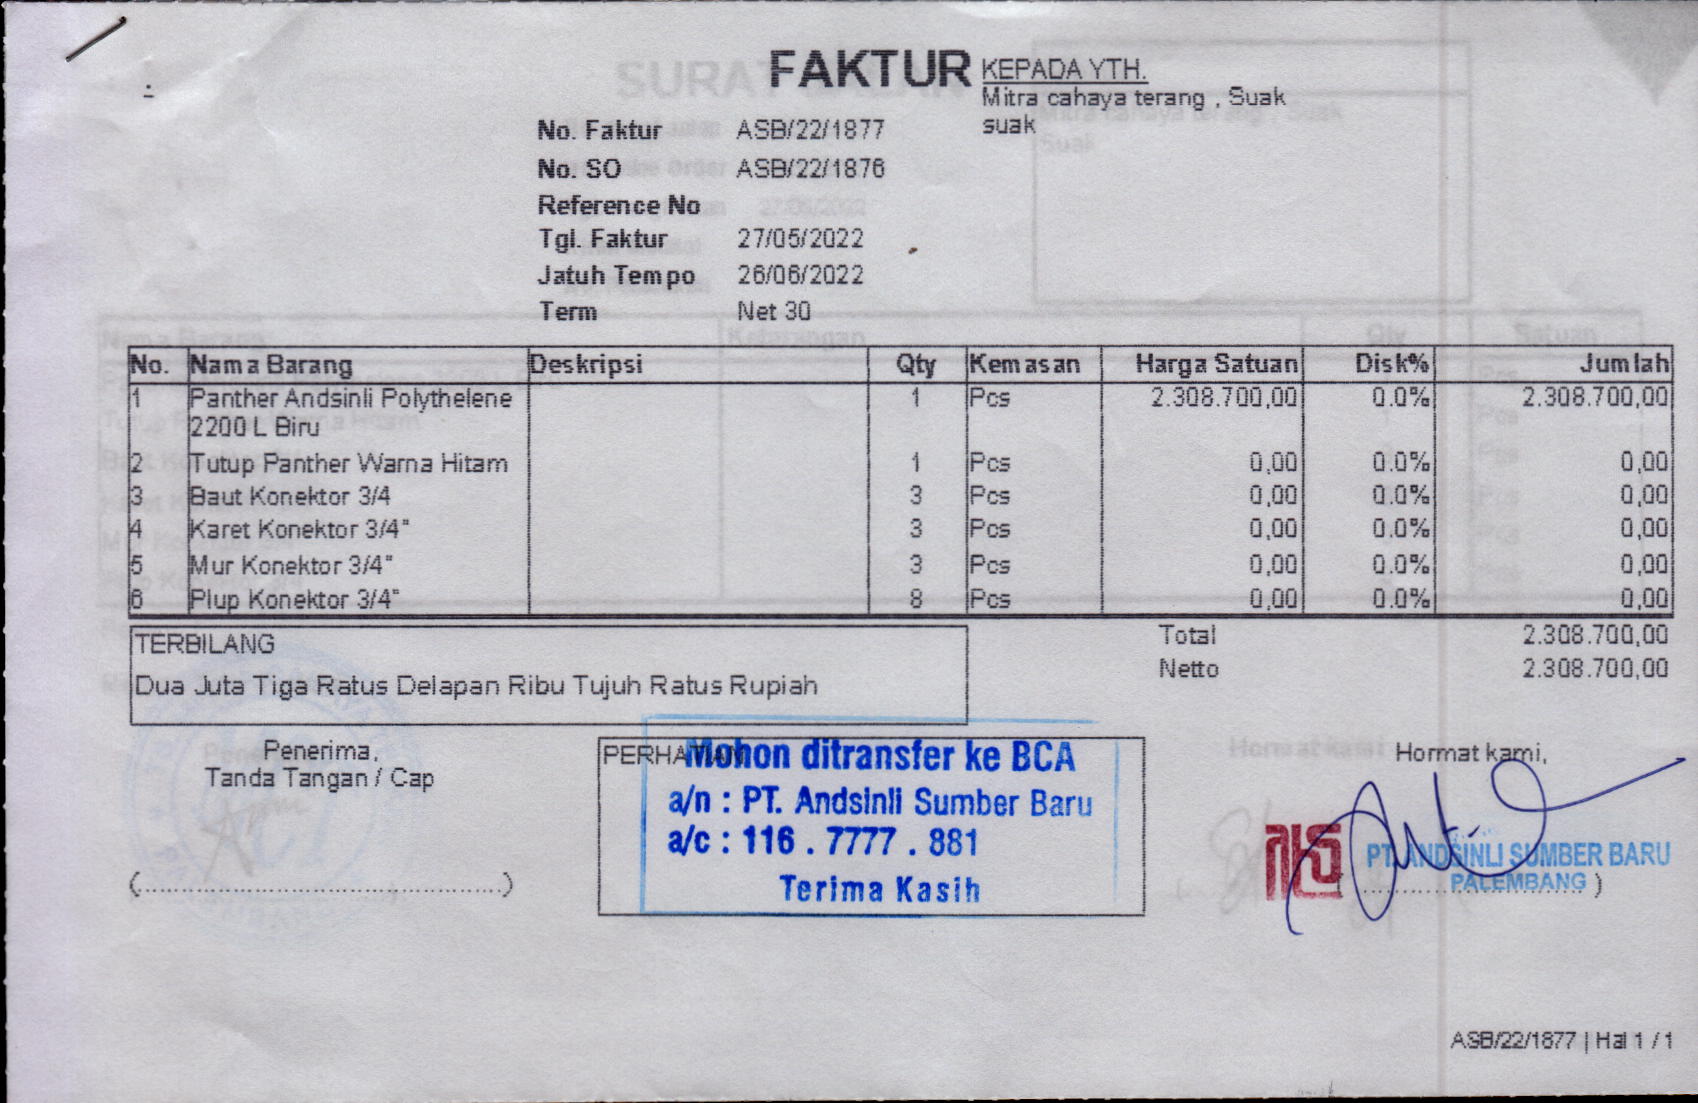 FAKTUR
KEPADA YTH.
Mitra cahaya terang , Suak
suak
No. Faktur ASB/22/1877
No. SO ASB/22/1876
Reference No
Tgl. Faktur 27/05/2022
Jatuh Tempo 26/06/2022
Term Net 30
No. Nama Barang Deskripsi Qty Kemasan Harga Satuan Disk% Jumlah
1 Panther Andsinli Polythelene 1 Pcs 2.308.700,00 0.0% 2.308.700,00
2200 L Biru
2 Tutup Panther Warna Hitam 1 Pcs 0,00 0.0% 0,00
3 Baut Konektor 3/4 3 Pcs 0,00 0.0% 0,00
4 Karet Konektor 3/4" 3 Pcs 0,00 0.0% 0,00
5 Mur Konektor 3/4" 3 Pcs 0,00 0.0% 0,00
6 Plup Konektor 3/4" 8 Pcs 0,00 0.0% 0,00
TERBILANG
Dua Juta Tiga Ratus Delapan Ribu Tujuh Ratus Rupiah
Total 2.308.700,00
Netto 2.308.700,00
Penerima,
Tanda Tangan / Cap
(..................................................)
PERHATIAN
Mohon ditransfer ke BCA
a/n : PT. Andsinli Sumber Baru
a/c : 116 . 7777 . 881
Terima Kasih
Hormat kami,
PT. ANDSINLI SUMBER BARU
PALEMBANG
ASB/22/1877 | Hal 1 / 1